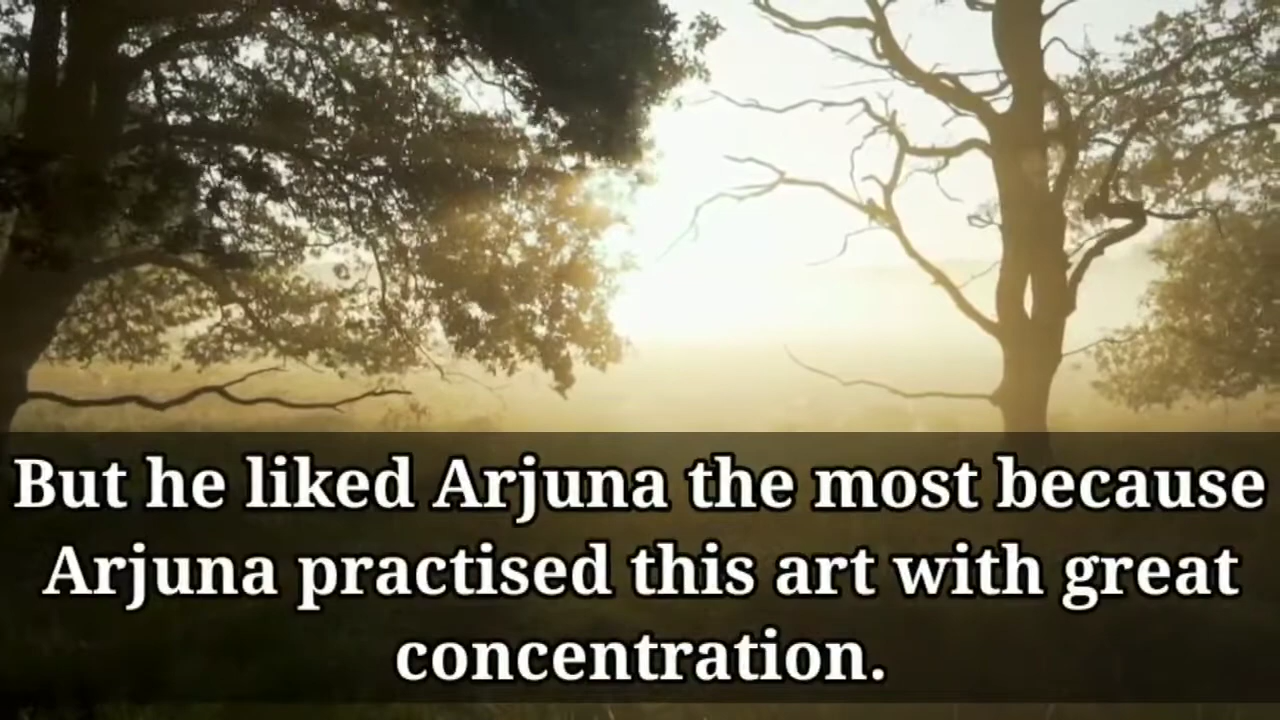 But he liked Arjuna the most because
Arjuna practised this art with great
concentration.